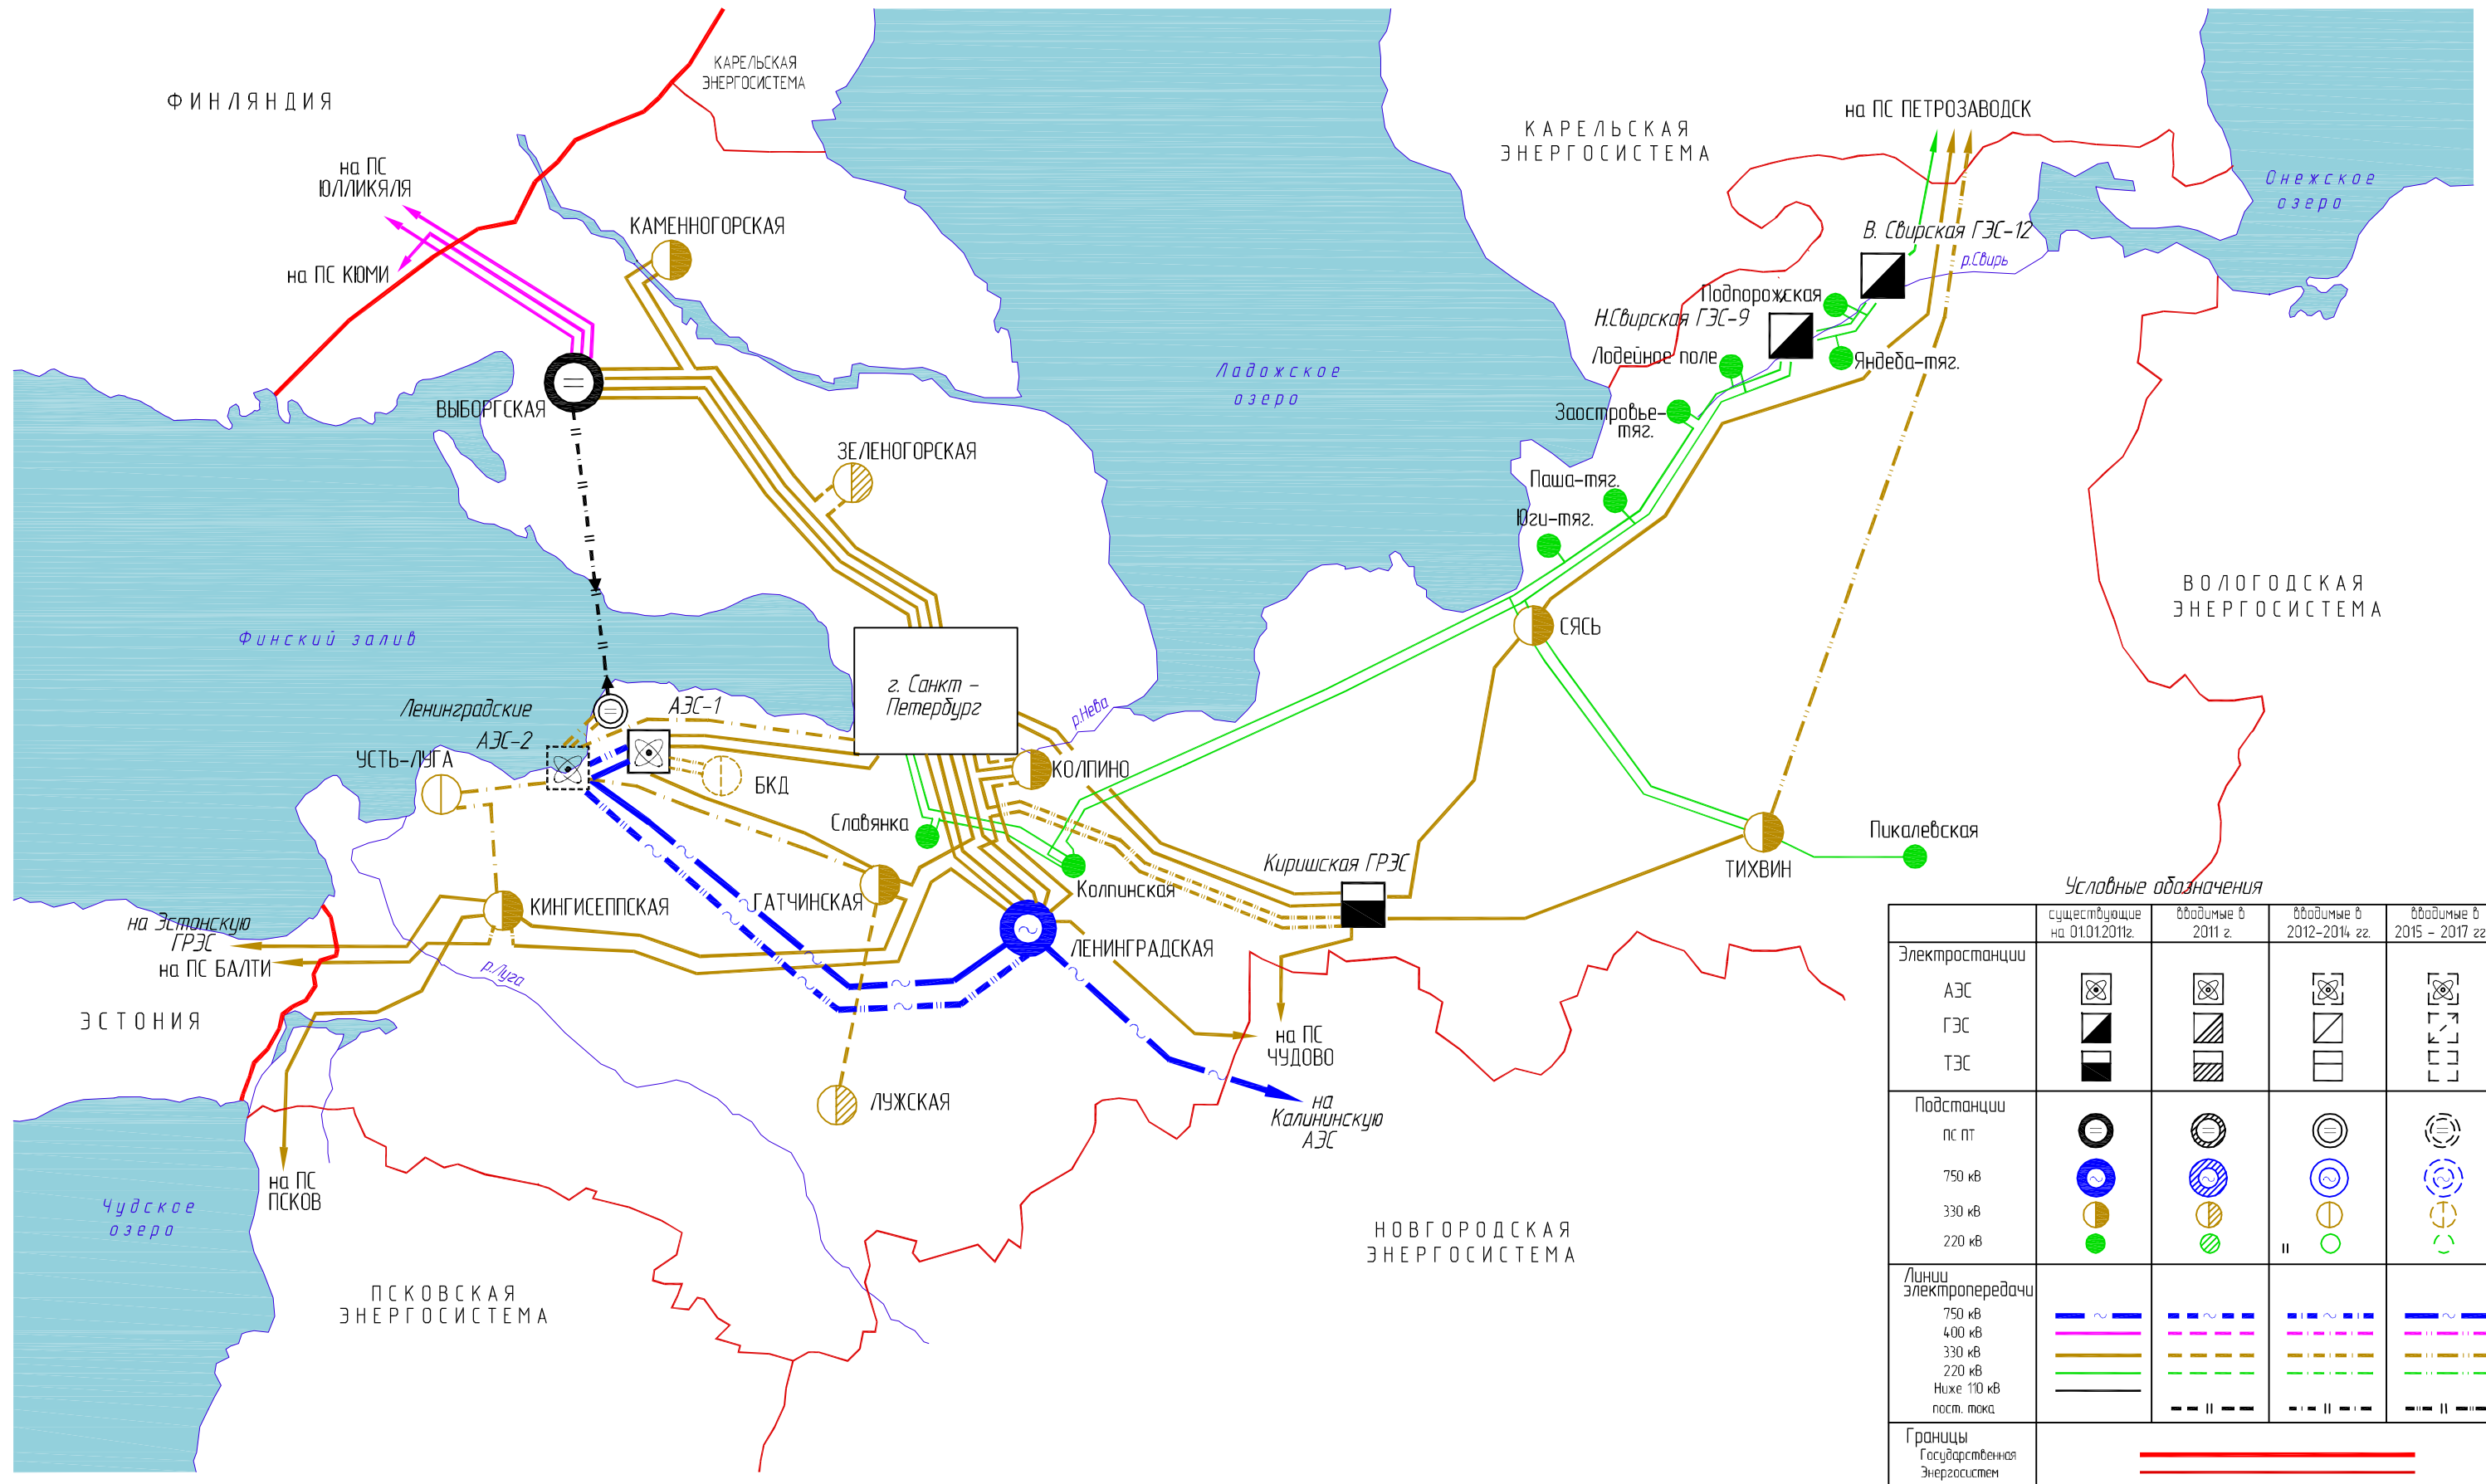 ФИНЛЯНДИЯ
КАРЕЛЬСКАЯ
ЭНЕРГОСИСТЕМА
на ПС
ЮЛЛИКЯЛЯ
на ПС КЮМИ
КАМЕННОГОРСКАЯ
ВЫБОРГСКАЯ
ЗЕЛЕНОГОРСКАЯ
Ладожское
озеро
КАРЕЛЬСКАЯ
ЭНЕРГОСИСТЕМА
на ПС ПЕТРОЗАВОДСК
Онежское
озеро
В. Свирская ГЭС-12
р.Свирь
Подпорожская
Н.Свирская ГЭС-9
Лодейное поле
Яндеба-тяг.
Заостровье-
тяг.
Паша-тяг.
Юги-тяг.
СЯСЬ
ВОЛОГОДСКАЯ
ЭНЕРГОСИСТЕМА
Финский залив
г. Санкт -
Петербург
р.Нева
Ленинградские
АЭС-1
АЭС-2
УСТЬ-ЛУГА
БКД
КОЛПИНО
Славянка
Колпинская
Киришская ГРЭС
ТИХВИН
Пикалевская
ГАТЧИНСКАЯ
КИНГИСЕППСКАЯ
ЛЕНИНГРАДСКАЯ
на Эстонскую
ГРЭС
на ПС БАЛТИ
р.Луга
ЭСТОНИЯ
на ПС
ЧУДОВО
ЛУЖСКАЯ
на
Калининскую
АЭС
на ПС
ПСКОВ
Чудское
озеро
ПСКОВСКАЯ
ЭНЕРГОСИСТЕМА
НОВГОРОДСКАЯ
ЭНЕРГОСИСТЕМА
Условные обозначения
существующие
на 01.01.2011г.
вводимые в
2011 г.
вводимые в
2012-2014 гг.
вводимые в
2015 - 2017 гг
Электростанции
АЭС
ГЭС
ТЭС
Подстанции
ПС ПТ
750 кВ
330 кВ
220 кВ
Линии
электропередачи
750 кВ
400 кВ
330 кВ
220 кВ
Ниже 110 кВ
пост. тока
Границы
Государственная
Энергосистем